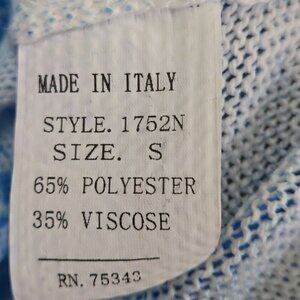 MADE IN ITALY
STYLE. 1752N
SIZE. S
65% POLYESTER
35% VISCOSE
RN. 75343